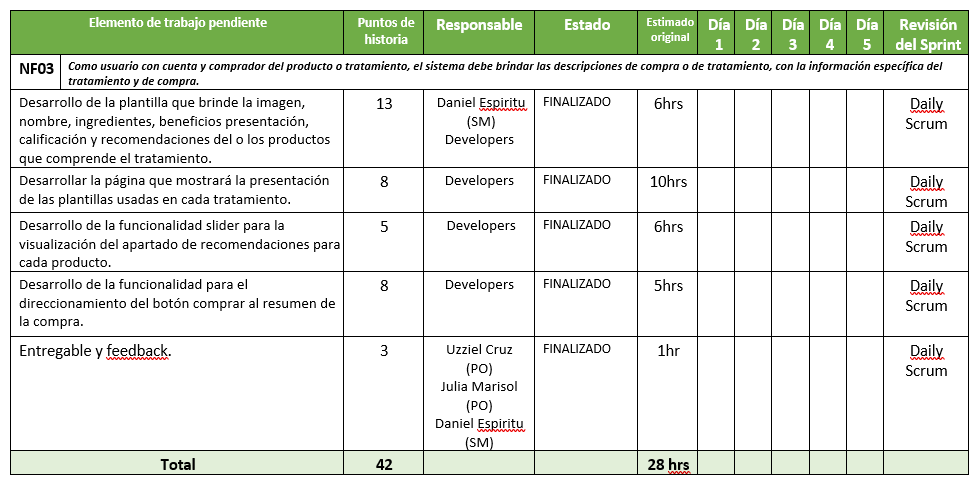 Elemento de trabajo pendiente
Puntos de
historia
Responsable
Estado
Estimado
original
Día
1
Día
2
Día
3
Día
4
Día
5
Revisión
del Sprint
NF03
Como usuario con cuenta y comprador del producto o tratamiento, el sistema debe brindar las descripciones de compra o de tratamiento, con la información específica del
tratamiento y de compra.
Desarrollo de la plantilla que brinde la imagen,
nombre, ingredientes, beneficios presentación,
calificación y recomendaciones del o los productos
que comprende el tratamiento.
13
Daniel Espiritu
(SM)
Developers
FINALIZADO
6hrs
Daily
Scrum
Desarrollar la página que mostrará la presentación
de las plantillas usadas en cada tratamiento.
8
Developers
FINALIZADO
10hrs
Daily
Scrum
Desarrollo de la funcionalidad slider para la
visualización del apartado de recomendaciones para
cada producto.
5
Developers
FINALIZADO
6hrs
Daily
Scrum
Desarrollo de la funcionalidad para el
direccionamiento del botón comprar al resumen de
la compra.
8
Developers
FINALIZADO
5hrs
Daily
Scrum
Entregable y feedback.
3
Uzziel Cruz
(PO)
Julia Marisol
(PO)
Daniel Espiritu
(SM)
FINALIZADO
1hr
Daily
Scrum
Total
42
28 hrs